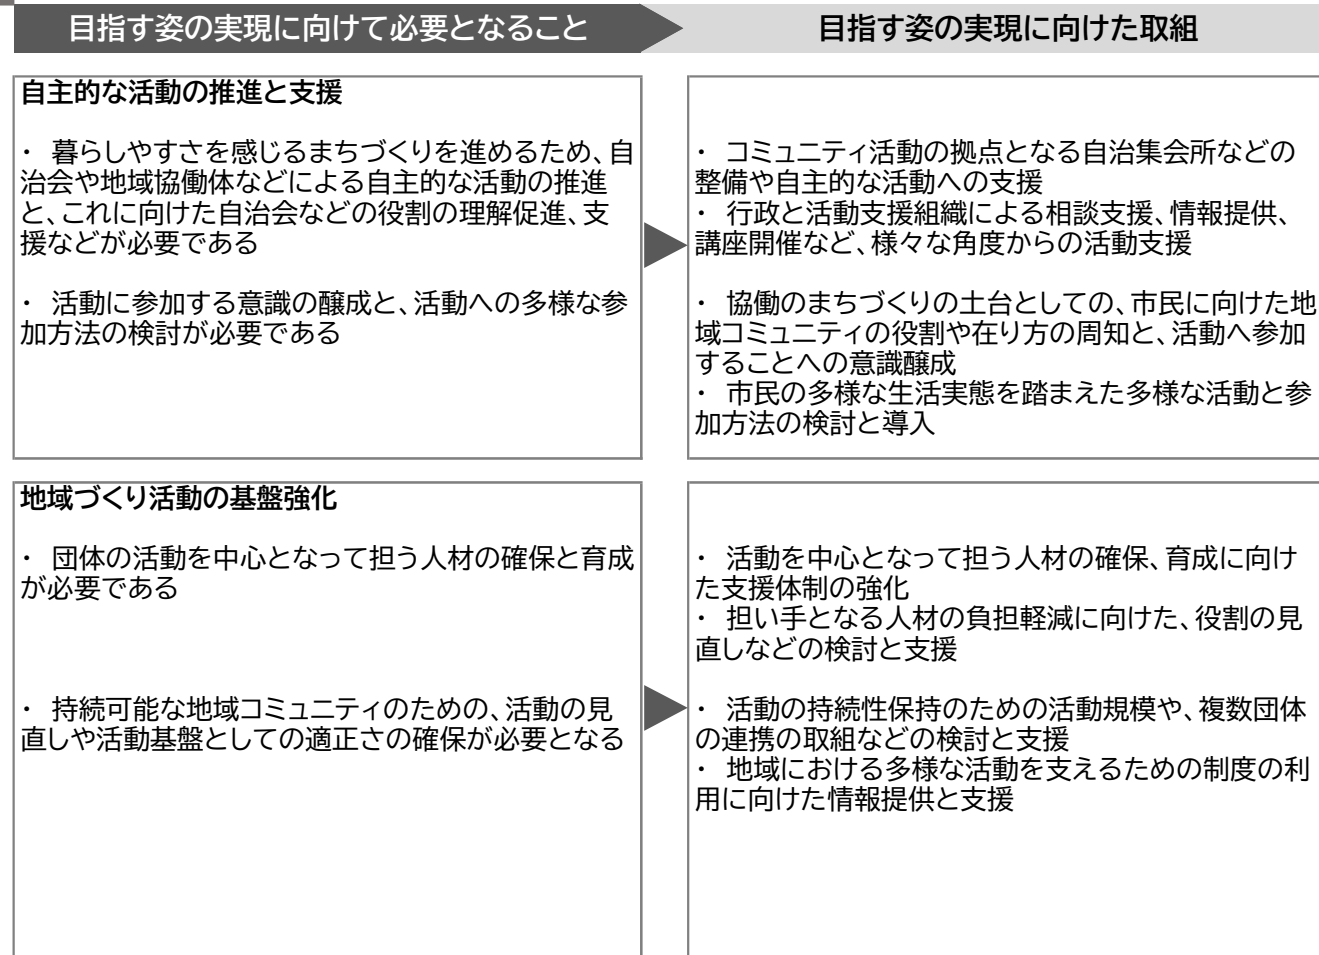 目指す姿の実現に向けて必要となること
目指す姿の実現に向けた取組
自主的な活動の推進と支援
・ 暮らしやすさを感じるまちづくりを進めるため、自
治会や地域協働体などによる自主的な活動の推進
と、これに向けた自治会などの役割の理解促進、支
援などが必要である
・ 活動に参加する意識の醸成と、活動への多様な参
加方法の検討が必要である
・ コミュニティ活動の拠点となる自治集会所などの
整備や自主的な活動への支援
・ 行政と活動支援組織による相談支援、情報提供、
講座開催など、様々な角度からの活動支援
・ 協働のまちづくりの土台としての、市民に向けた地
域コミュニティの役割や在り方の周知と、活動へ参加
することへの意識醸成
・ 市民の多様な生活実態を踏まえた多様な活動と参
加方法の検討と導入
地域づくり活動の基盤強化
・ 団体の活動を中心となって担う人材の確保と育成
が必要である
・ 持続可能な地域コミュニティのための、活動の見
直しや活動基盤としての適正さの確保が必要となる
・ 活動を中心となって担う人材の確保、育成に向け
た支援体制の強化
・ 担い手となる人材の負担軽減に向けた、役割の見
直しなどの検討と支援
・ 活動の持続性保持のための活動規模や、複数団体
の連携の取組などの検討と支援
・ 地域における多様な活動を支えるための制度の利
用に向けた情報提供と支援